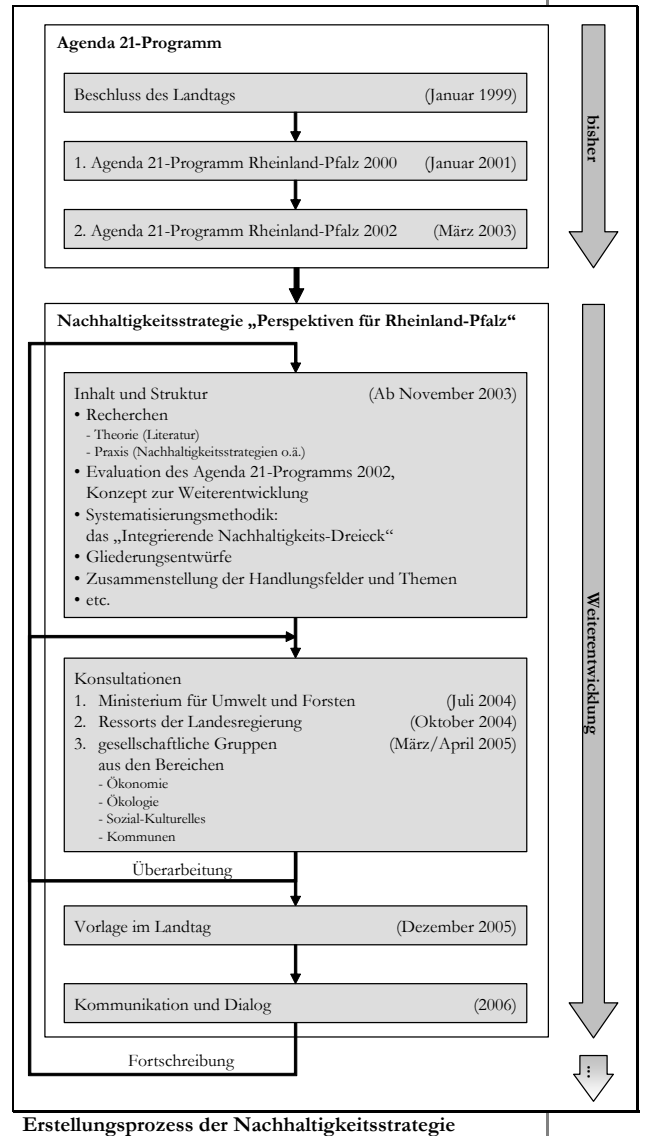 Agenda 21-Programm
Beschluss des Landtags (Januar 1999)
1. Agenda 21-Programm Rheinland-Pfalz 2000 (Januar 2001)
2. Agenda 21-Programm Rheinland-Pfalz 2002 (März 2003)
bisher
Nachhaltigkeitsstrategie „Perspektiven für Rheinland-Pfalz“
Inhalt und Struktur (Ab November 2003)
• Recherchen
- Theorie (Literatur)
- Praxis (Nachhaltigkeitsstrategien o.ä.)
• Evaluation des Agenda 21-Programms 2002,
Konzept zur Weiterentwicklung
• Systematisierungsmethodik:
das „Integrierende Nachhaltigkeits-Dreieck“
• Gliederungsentwürfe
• Zusammenstellung der Handlungsfelder und Themen
• etc.
Konsultationen
1. Ministerium für Umwelt und Forsten (Juli 2004)
2. Ressorts der Landesregierung (Oktober 2004)
3. gesellschaftliche Gruppen (März/April 2005)
aus den Bereichen
- Ökonomie
- Ökologie
- Sozial-Kulturelles
- Kommunen
Überarbeitung
Vorlage im Landtag (Dezember 2005)
Kommunikation und Dialog (2006)
Fortschreibung
Weiterentwicklung
...
Erstellungsprozess der Nachhaltigkeitsstrategie